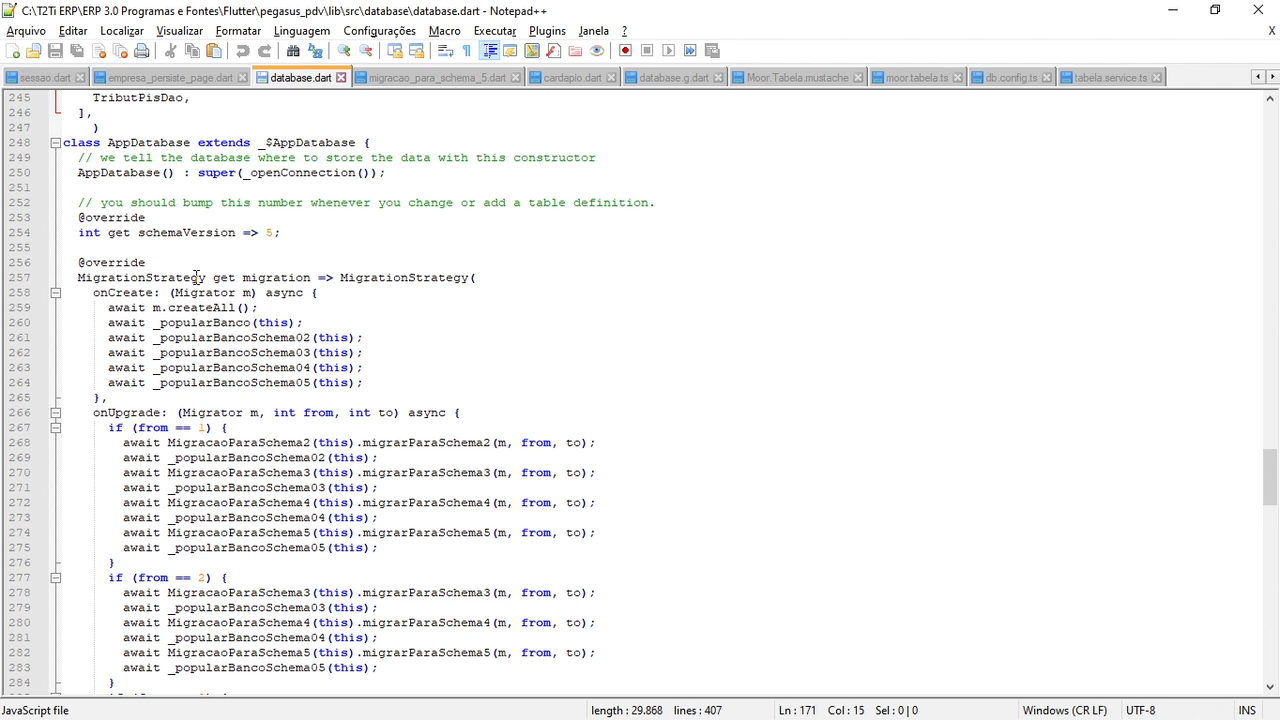 C:\T2Ti ERP\ERP 3.0 Programas e Fontes\Flutter\pegasus_pdv\lib\src\database\database.dart - Notepad++
Arquivo Editar Localizar Visualizar Formatar Linguagem Configurações Macro Executar Plugins Janela ? X
sessao.dart empresa_persiste_page.dart database.dart migracao_para_schema_5.dart cardapio.dart database.g.dart Moor.Tabela.mustache moor.tabela.ts db.config.ts tabela.service.ts
245 TributPisDao,
246 ],
247 )
248 class AppDatabase extends _$AppDatabase {
249 // we tell the database where to store the data with this constructor
250 AppDatabase() : super(_openConnection());
251
252 // you should bump this number whenever you change or add a table definition.
253 @override
254 int get schemaVersion => 5;
255
256 @override
257 MigrationStrategy get migration => MigrationStrategy(
258 onCreate: (Migrator m) async {
259 await m.createAll();
260 await _popularBanco(this);
261 await _popularBancoSchema02(this);
262 await _popularBancoSchema03(this);
263 await _popularBancoSchema04(this);
264 await _popularBancoSchema05(this);
265 },
266 onUpgrade: (Migrator m, int from, int to) async {
267 if (from == 1) {
268 await MigracaoParaSchema2(this).migrarParaSchema2(m, from, to);
269 await _popularBancoSchema02(this);
270 await MigracaoParaSchema3(this).migrarParaSchema3(m, from, to);
271 await _popularBancoSchema03(this);
272 await MigracaoParaSchema4(this).migrarParaSchema4(m, from, to);
273 await _popularBancoSchema04(this);
274 await MigracaoParaSchema5(this).migrarParaSchema5(m, from, to);
275 await _popularBancoSchema05(this);
276 }
277 if (from == 2) {
278 await MigracaoParaSchema3(this).migrarParaSchema3(m, from, to);
279 await _popularBancoSchema03(this);
280 await MigracaoParaSchema4(this).migrarParaSchema4(m, from, to);
281 await _popularBancoSchema04(this);
282 await MigracaoParaSchema5(this).migrarParaSchema5(m, from, to);
283 await _popularBancoSchema05(this);
284 }
JavaScript file length : 29.868 lines : 407 Ln : 171 Col : 15 Sel : 0 | 0 Windows (CR LF) UTF-8 INS